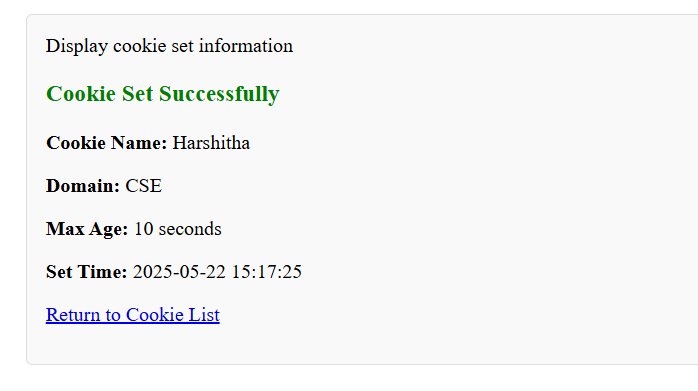 Display cookie set information
Cookie Set Successfully
Cookie Name: Harshitha
Domain: CSE
Max Age: 10 seconds
Set Time: 2025-05-22 15:17:25
Return to Cookie List